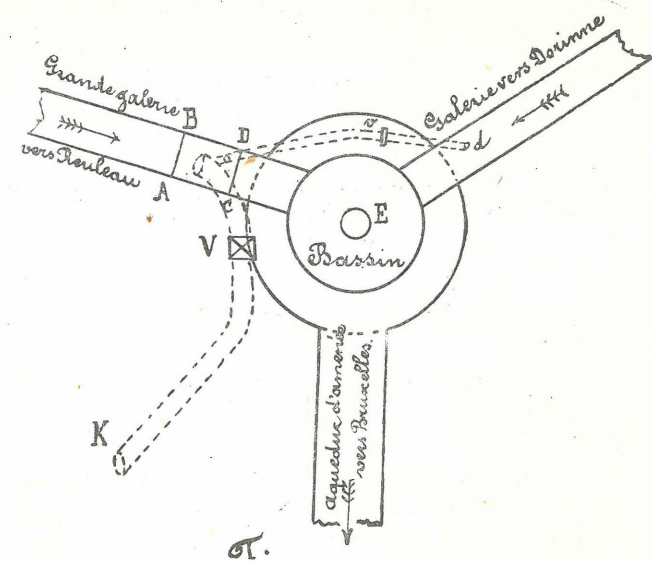 Grande galerie
vers Rouleau
Galerie vers Dorinne
B
D
A
V
v
d
E
Bassin
K
aqueduc d'amenée
vers Bruxelles.